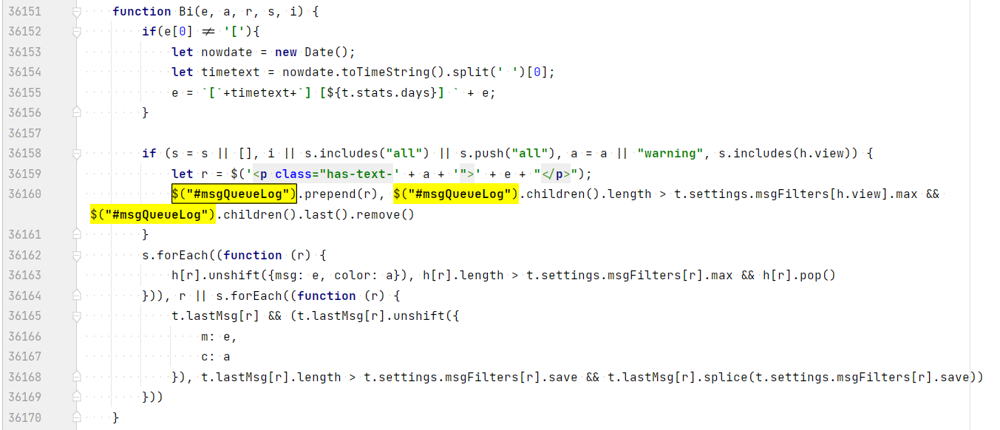 36151 function Bi(e, a, r, s, i) {
36152 if(e[0] ≠ '['){
36153 let nowdate = new Date();
36154 let timetext = nowdate.toTimeString().split(' ')[0];
36155 e = `[`+timetext+`] [${t.stats.days}] ` + e;
36156 }
36157
36158 if (s = s || [], i || s.includes("all") || s.push("all"), a = a || "warning", s.includes(h.view)) {
36159 let r = $('<p class="has-text-' + a + '">' + e + "</p>");
36160 $("#msgQueueLog").prepend(r), $("#msgQueueLog").children().length > t.settings.msgFilters[h.view].max &&
$("#msgQueueLog").children().last().remove()
36161 }
36162 s.forEach((function (r) {
36163 h[r].unshift({msg: e, color: a}), h[r].length > t.settings.msgFilters[r].max && h[r].pop()
36164 })), r || s.forEach((function (r) {
36165 t.lastMsg[r] && (t.lastMsg[r].unshift({
36166 m: e,
36167 c: a
36168 }), t.lastMsg[r].length > t.settings.msgFilters[r].save && t.lastMsg[r].splice(t.settings.msgFilters[r].save))
36169 }))
36170 }